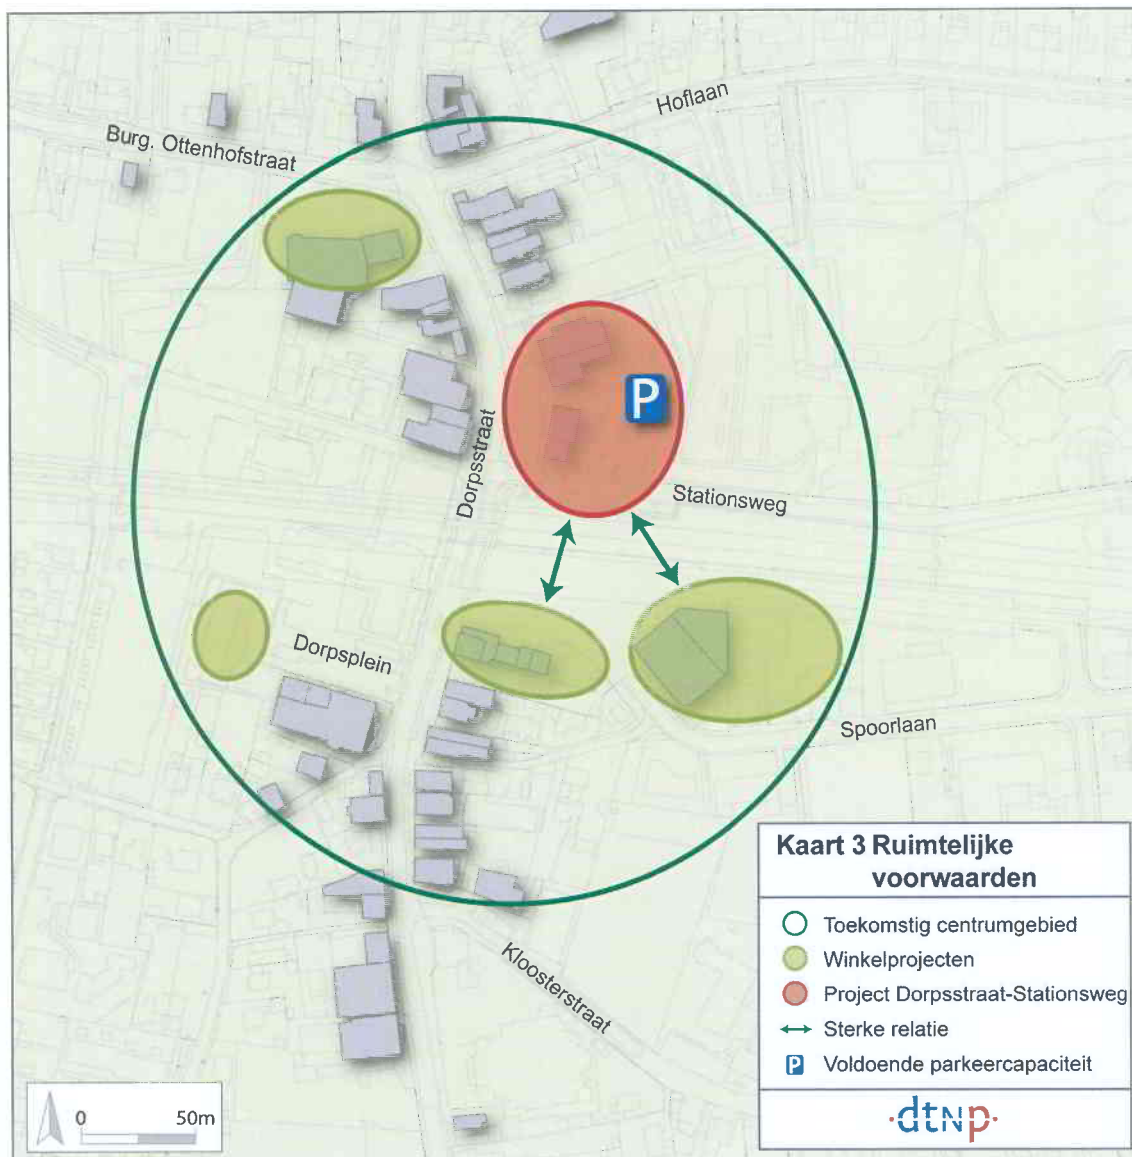 Hoflaan
Burg. Ottenhofstraat
P
Dorpsstraat
Stationsweg
Dorpsplein
Spoorlaan
Kloosterstraat
Kaart 3 Ruimtelijke
voorwaarden
Toekomstig centrumgebied
Winkelprojecten
Project Dorpsstraat-Stationsweg
Sterke relatie
P Voldoende parkeercapaciteit
·dtNp·
0 50m